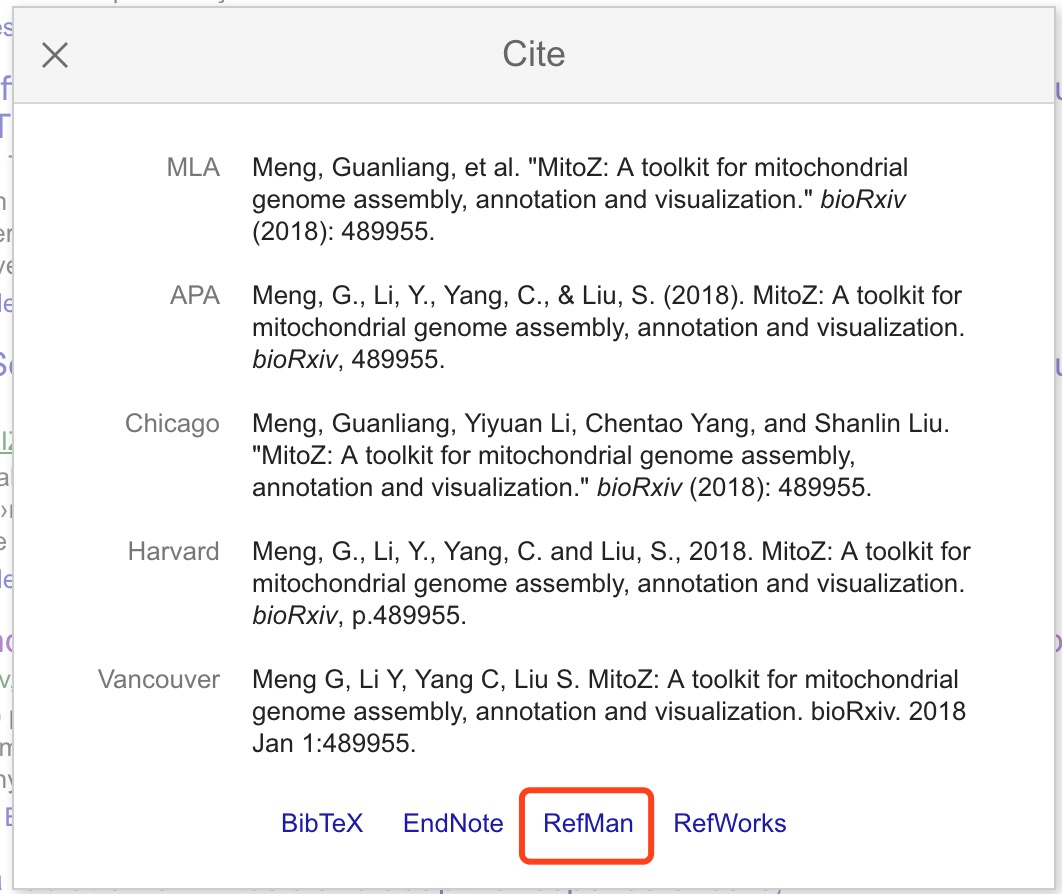 Cite
MLA
Meng, Guanliang, et al. "MitoZ: A toolkit for mitochondrial
genome assembly, annotation and visualization." bioRxiv
(2018): 489955.
APA
Meng, G., Li, Y., Yang, C., & Liu, S. (2018). MitoZ: A toolkit for
mitochondrial genome assembly, annotation and visualization.
bioRxiv, 489955.
Chicago
Meng, Guanliang, Yiyuan Li, Chentao Yang, and Shanlin Liu.
"MitoZ: A toolkit for mitochondrial genome assembly,
annotation and visualization." bioRxiv (2018): 489955.
Harvard
Meng, G., Li, Y., Yang, C. and Liu, S., 2018. MitoZ: A toolkit for
mitochondrial genome assembly, annotation and visualization.
bioRxiv, p.489955.
Vancouver
Meng G, Li Y, Yang C, Liu S. MitoZ: A toolkit for mitochondrial
genome assembly, annotation and visualization. bioRxiv. 2018
Jan 1:489955.
BibTeX EndNote RefMan RefWorks